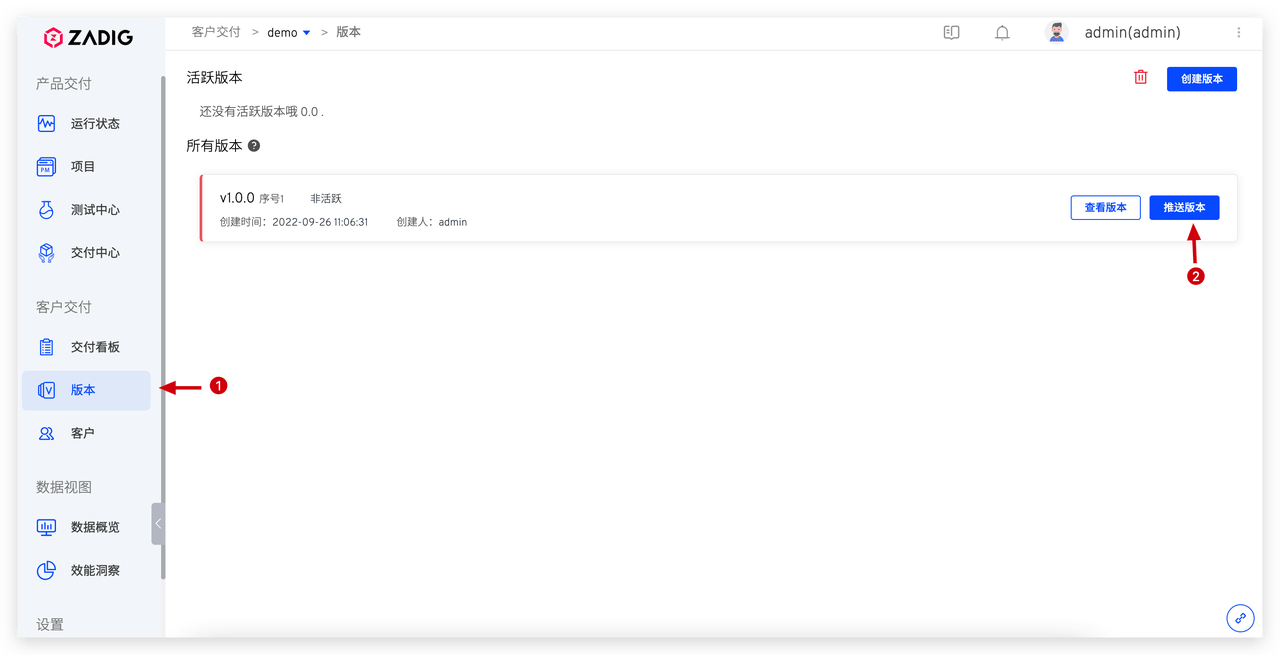 ZADIG
客户交付 > demo > 版本
admin(admin)
产品交付
运行状态
项目
测试中心
交付中心
客户交付
交付看板
版本
客户
数据视图
数据概览
效能洞察
设置
活跃版本
创建版本
还没有活跃版本哦 0.0 .
所有版本 ?
v1.0.0 序号1 非活跃
创建时间：2022-09-26 11:06:31 创建人：admin
查看版本 推送版本
1
2